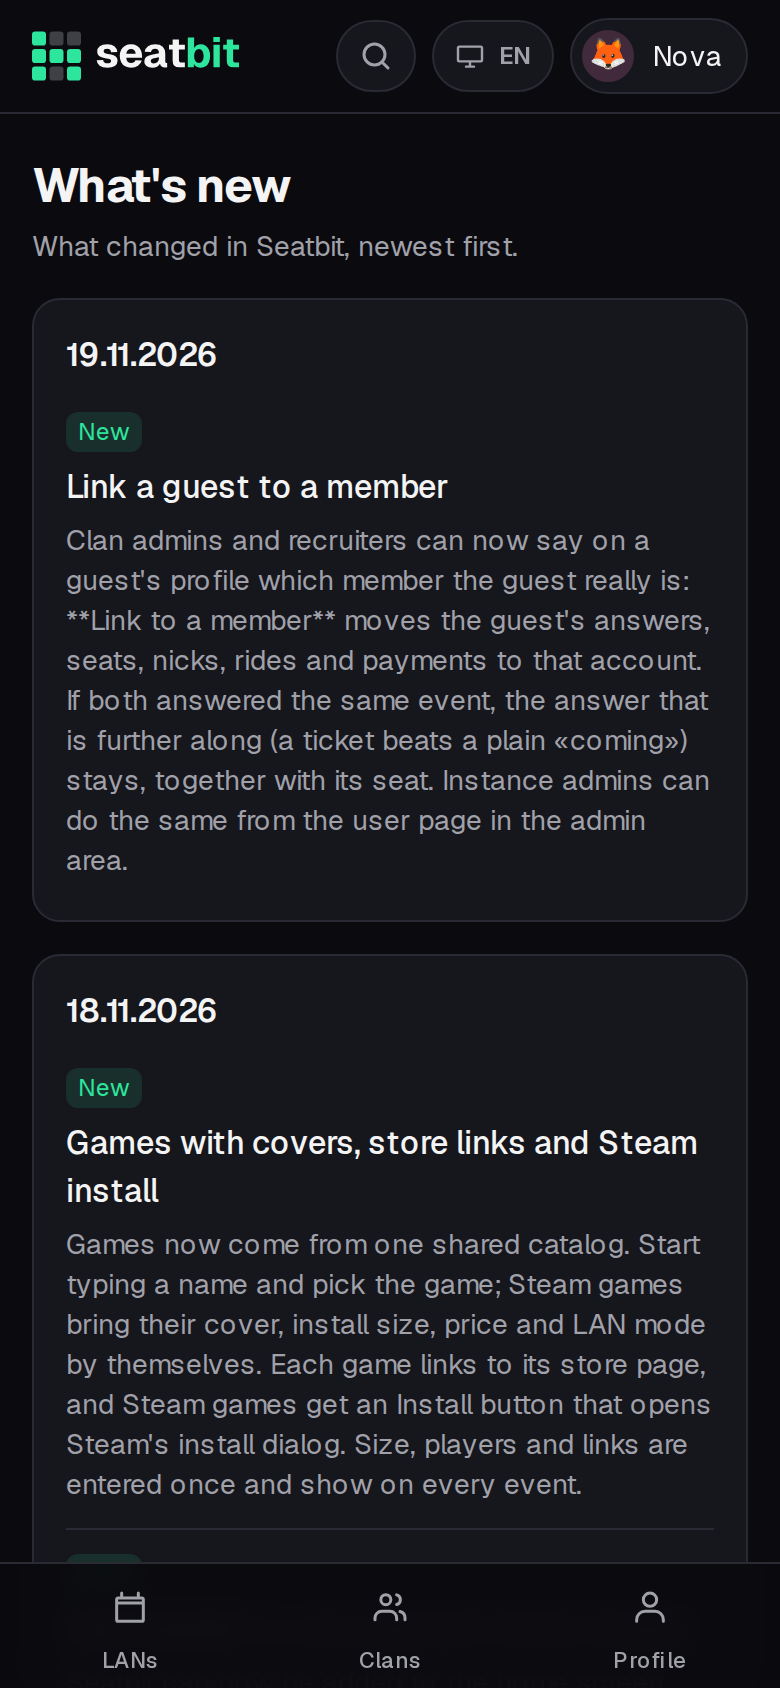 seatbit
EN
Nova
What's new
What changed in Seatbit, newest first.
19.11.2026
New
Link a guest to a member
Clan admins and recruiters can now say on a
guest's profile which member the guest really is:
**Link to a member** moves the guest's answers,
seats, nicks, rides and payments to that account.
If both answered the same event, the answer that
is further along (a ticket beats a plain «coming»)
stays, together with its seat. Instance admins can
do the same from the user page in the admin
area.
18.11.2026
New
Games with covers, store links and Steam
install
Games now come from one shared catalog. Start
typing a name and pick the game; Steam games
bring their cover, install size, price and LAN mode
by themselves. Each game links to its store page,
and Steam games get an Install button that opens
Steam's install dialog. Size, players and links are
entered once and show on every event.
LANs
Clans
Profile